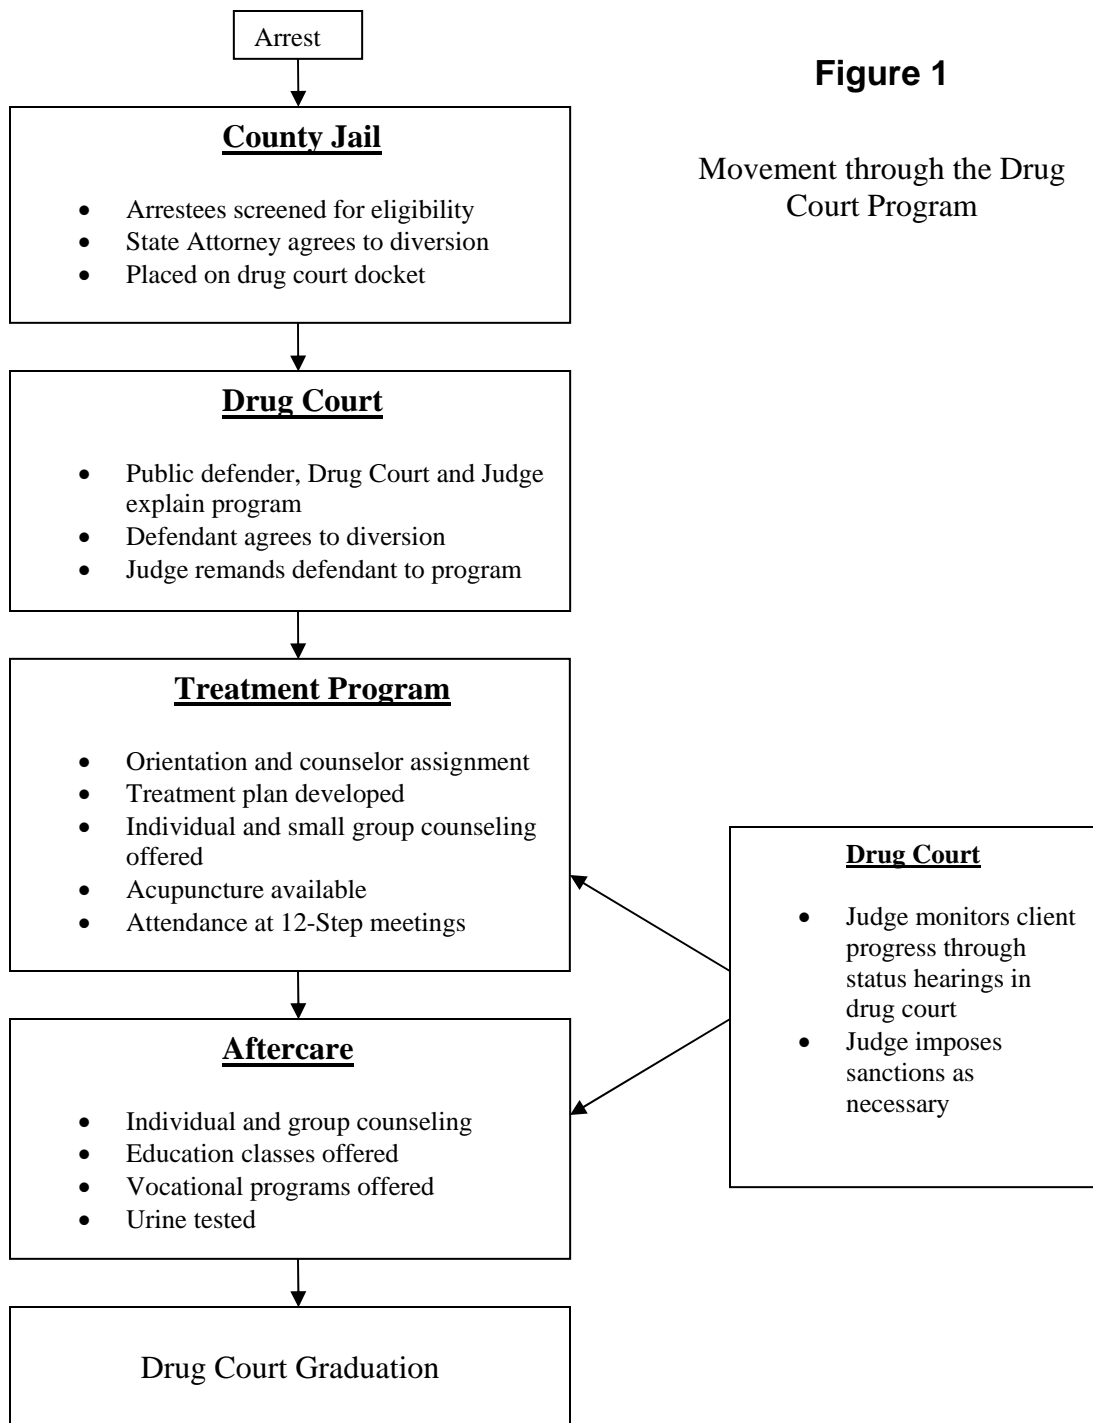 Arrest
Figure 1
Movement through the Drug
Court Program
County Jail
• Arrestees screened for eligibility
• State Attorney agrees to diversion
• Placed on drug court docket
Drug Court
• Public defender, Drug Court and Judge
explain program
• Defendant agrees to diversion
• Judge remands defendant to program
Treatment Program
• Orientation and counselor assignment
• Treatment plan developed
• Individual and small group counseling
offered
• Acupuncture available
• Attendance at 12-Step meetings
Drug Court
• Judge monitors client
progress through
status hearings in
drug court
• Judge imposes
sanctions as
necessary
Aftercare
• Individual and group counseling
• Education classes offered
• Vocational programs offered
• Urine tested
Drug Court Graduation